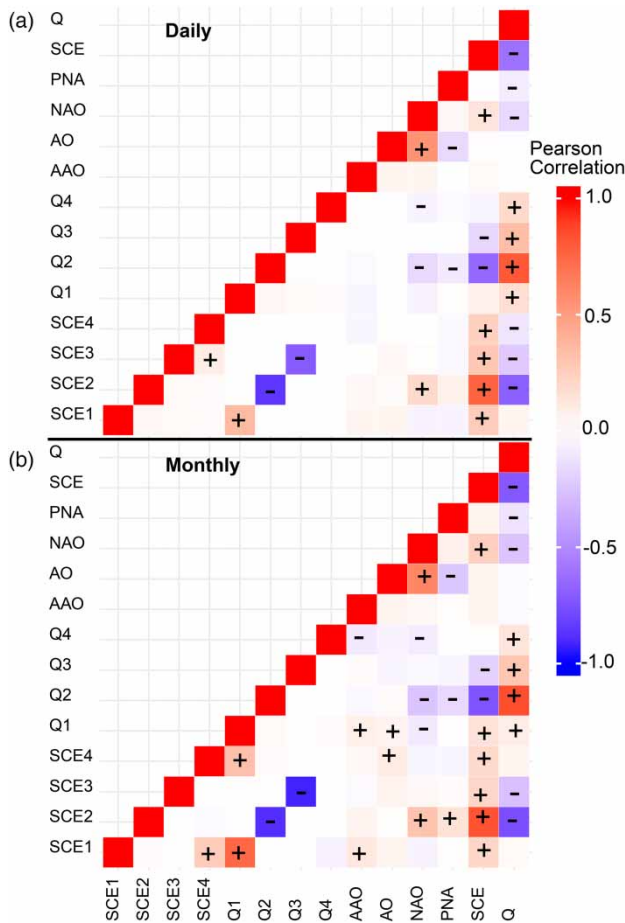 (a) Daily
Q
SCE
PNA
NAO +
AO + -
AAO
Q4 - +
Q3 - +
Q2 - - - +
Q1 +
SCE4 + -
SCE3 + - + -
SCE2 - + + -
SCE1 + +
-
-
-
Pearson
Correlation
1.0
0.5
0.0
-0.5
-1.0
(b) Monthly
Q
SCE -
PNA -
NAO + -
AO + -
AAO
Q4 - - +
Q3 - +
Q2 - - - +
Q1 + + - + +
SCE4 + + +
SCE3 - + -
SCE2 - + + + -
SCE1 + + + +
SCE1
SCE2
SCE3
SCE4
Q1
Q2
Q3
Q4
AAO
AO
NAO
PNA
SCE
Q